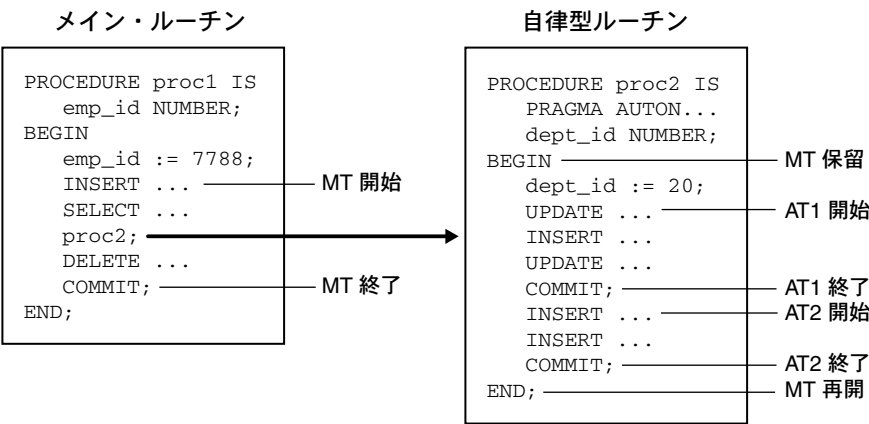 メイン・ルーチン
PROCEDURE proc1 IS
emp_id NUMBER;
BEGIN
emp_id := 7788;
INSERT ... MT 開始
SELECT ...
proc2;
DELETE ...
COMMIT; MT 終了
END;
自律型ルーチン
PROCEDURE proc2 IS
PRAGMA AUTON...
dept_id NUMBER;
BEGIN MT 保留
dept_id := 20;
UPDATE ... AT1 開始
INSERT ...
UPDATE ...
COMMIT; AT1 終了
INSERT ... AT2 開始
INSERT ...
COMMIT; AT2 終了
END; MT 再開